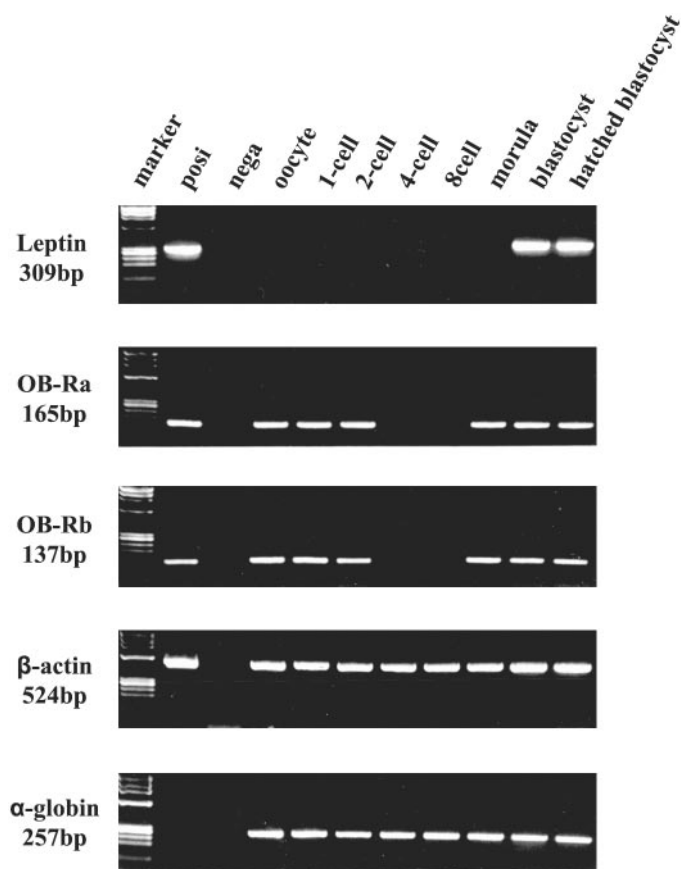 marker
posi
nega
oocyte
1-cell
2-cell
4-cell
8cell
morula
blastocyst
hatched blastocyst
Leptin
309bp
OB-Ra
165bp
OB-Rb
137bp
β-actin
524bp
α-globin
257bp